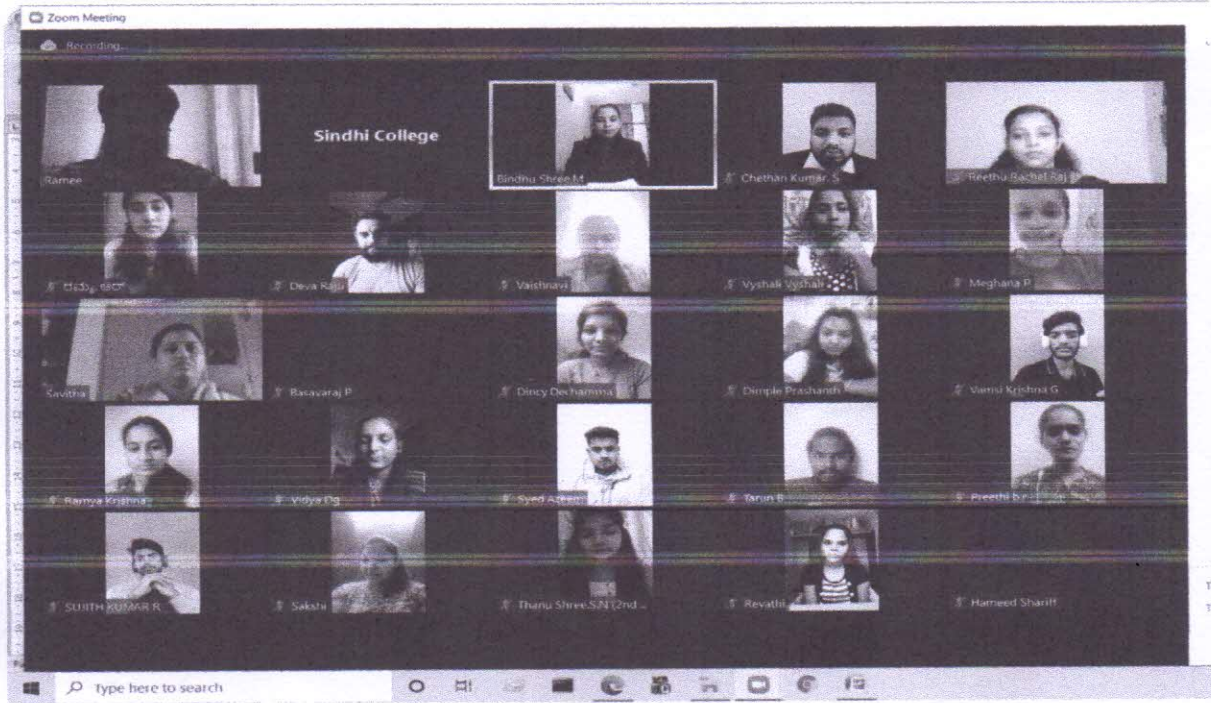 Zoom Meeting
Recording...
Ramee
Sindhi College
Bindhu Shree.M
Chethan Kumar. S
Reethu Rachel Raj
ರಮ್ಯ ಆರ್
Deva Raju
Vaishnavi
Vyshali Vyshali
Meghana P
Savitha
Basavaraj P
Dincy Dechamma
Dimple Prashanth
Vamsi Krishna G
Ramya Krishna
Vidya Dg
Syed Azeem
Tarun B
Preethi b.r
SUJITH KUMAR R
Sakshi
Thanu Shree.S.N (2nd ...
Revathi
Hameed Shariff
Type here to search